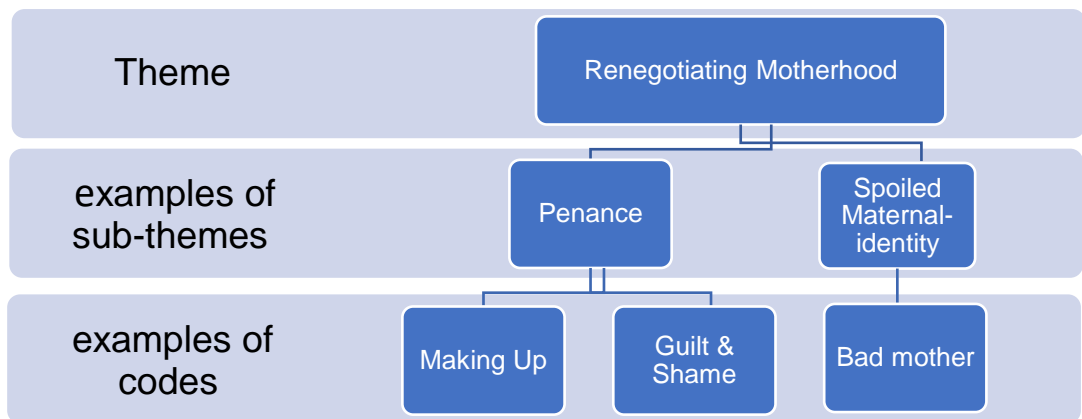 Theme
Renegotiating Motherhood
examples of
sub-themes
Penance
Spoiled
Maternal-
identity
examples of
codes
Making Up
Guilt &
Shame
Bad mother